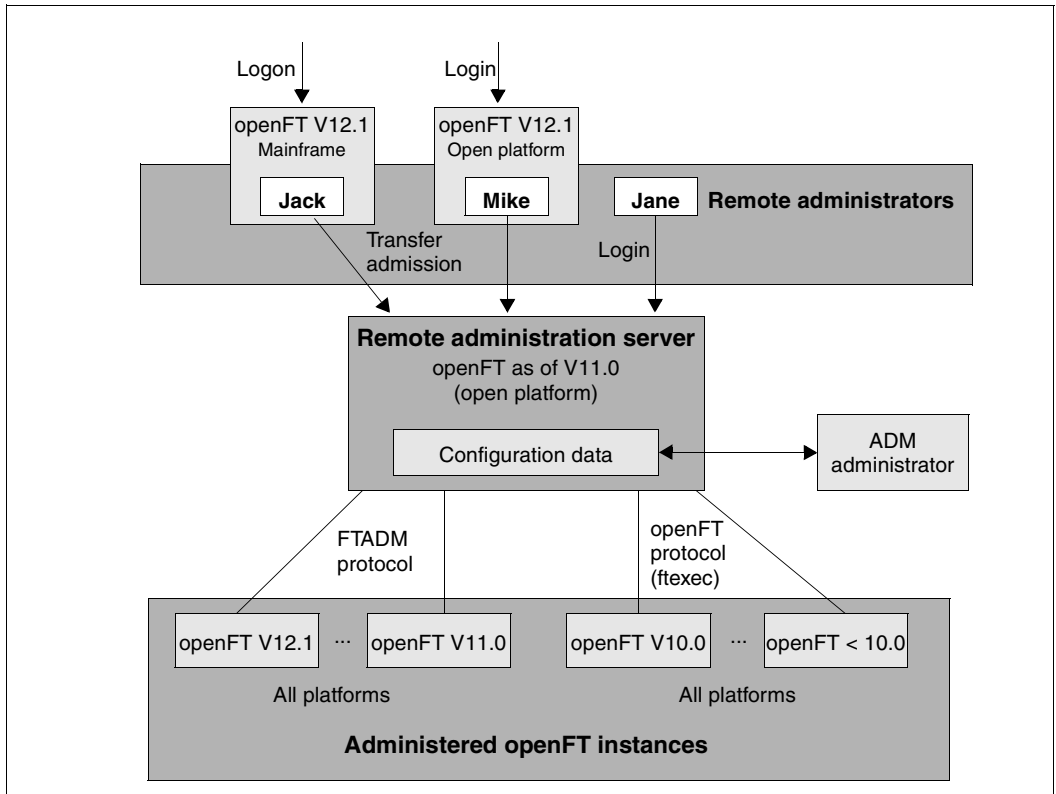 Logon
Login
openFT V12.1
Mainframe
openFT V12.1
Open platform
Jack
Mike
Jane
Remote administrators
Transfer
admission
Login
Remote administration server
openFT as of V11.0
(open platform)
Configuration data
ADM
administrator
FTADM
protocol
openFT
protocol
(ftexec)
openFT V12.1
...
openFT V11.0
openFT V10.0
...
openFT < 10.0
All platforms
All platforms
Administered openFT instances